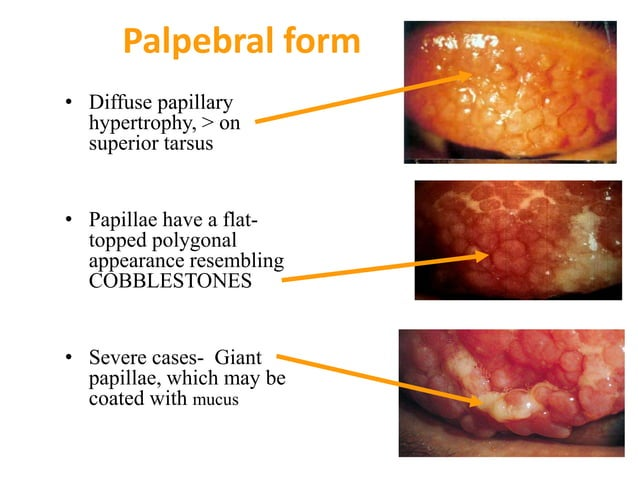 Palpebral form
• Diffuse papillary
hypertrophy, > on
superior tarsus
• Papillae have a flat-
topped polygonal
appearance resembling
COBBLESTONES
• Severe cases-  Giant
papillae, which may be
coated with mucus